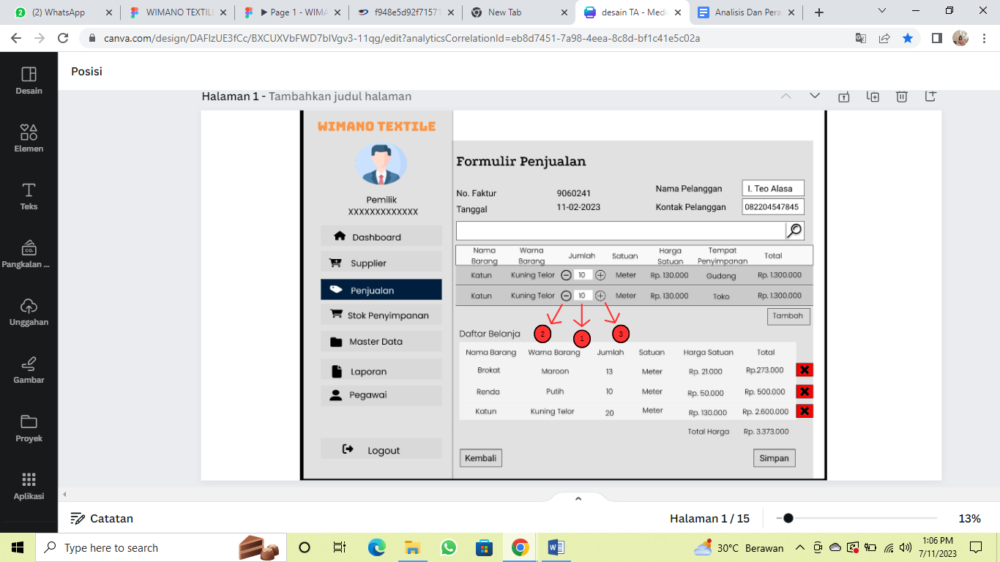 (2) WhatsApp
WIMANO TEXTIL
▶ Page 1 - WIMA
f948e5d92f71571
New Tab
desain TA - Med
Analisis Dan Pera
canva.com/design/DAFlzUE3fCc/BXCUXVbFWD7bIVgv3-11qg/edit?analyticsCorrelationId=eb8d7451-7a98-4eea-8c8d-bf1c41e5c02a
Desain
Elemen
Teks
Pangkalan ...
Unggahan
Gambar
Proyek
Aplikasi
Posisi
Halaman 1 - Tambahkan judul halaman
WIMANO TEXTILE
Pemilik
XXXXXXXXXXXXX
Dashboard
Supplier
Penjualan
Stok Penyimpanan
Master Data
Laporan
Pegawai
Logout
Formulir Penjualan
No. Faktur 9060241
Tanggal 11-02-2023
Nama Pelanggan I. Teo Alasa
Kontak Pelanggan 082204547845
Nama Barang Warna Barang Jumlah Satuan Harga Satuan Tempat Penyimpanan Total
Katun Kuning Telor 10 Meter Rp. 130.000 Gudang Rp. 1.300.000
Katun Kuning Telor 10 Meter Rp. 130.000 Toko Rp. 1.300.000
Tambah
2 1 3
Daftar Belanja
Nama Barang Warna Barang Jumlah Satuan Harga Satuan Total
Brokat Maroon 13 Meter Rp. 21.000 Rp.273.000
Renda Putih 10 Meter Rp. 50.000 Rp. 500.000
Katun Kuning Telor 20 Meter Rp. 130.000 Rp. 2.600.000
Total Harga Rp. 3.373.000
Kembali Simpan
Catatan
Halaman 1 / 15
13%
Type here to search
30°C Berawan
1:06 PM
7/11/2023